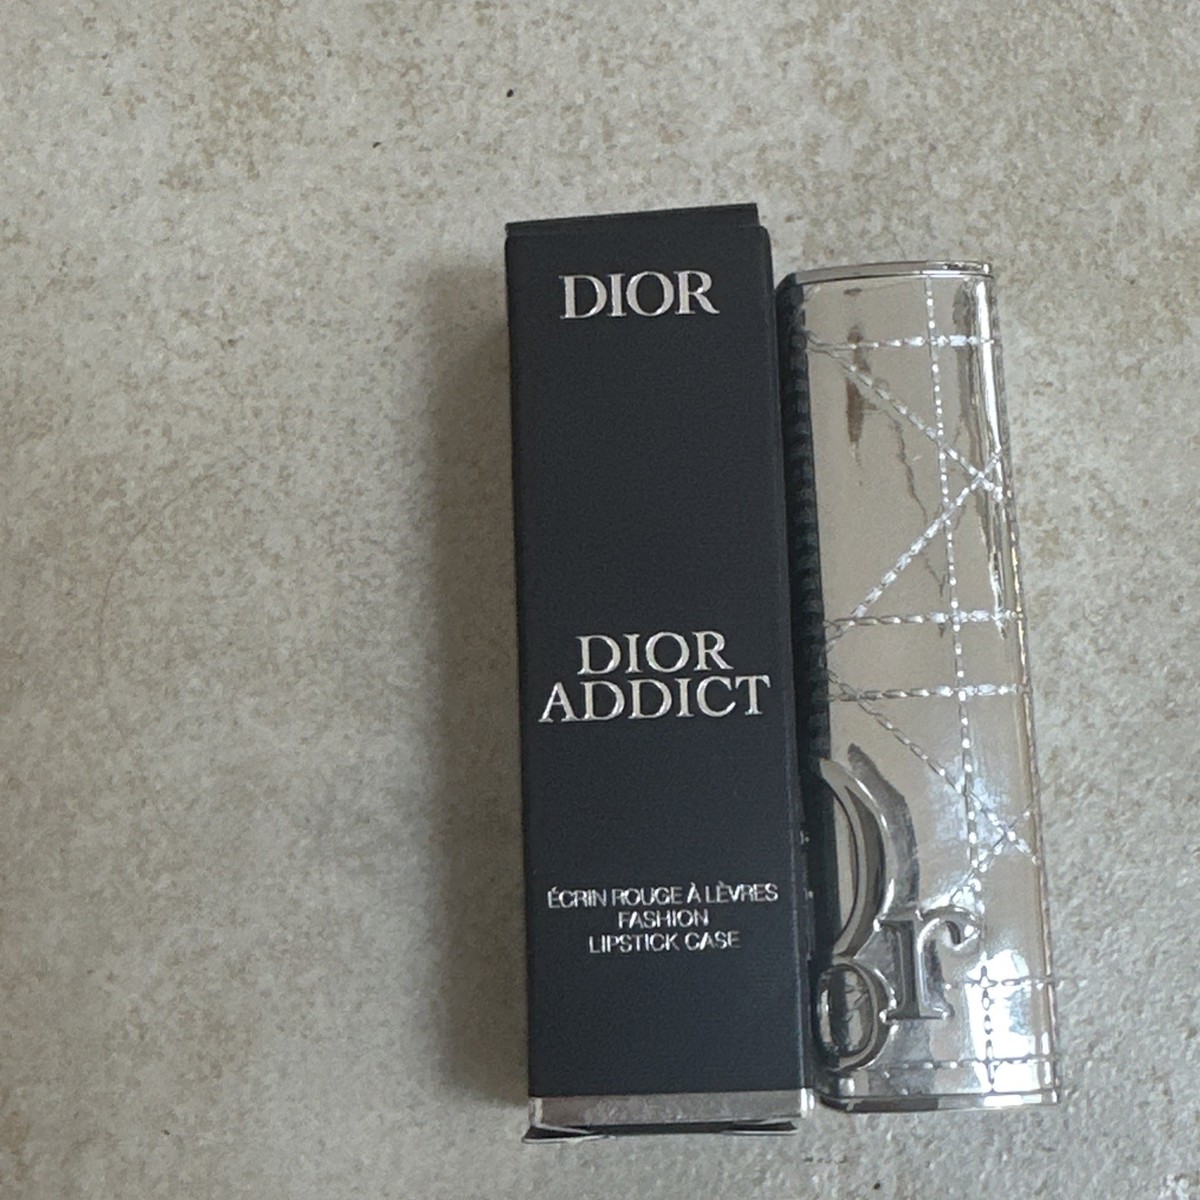 DIOR
DIOR
ADDICT
ÉCRIN ROUGE À LÈVRES
FASHION
LIPSTICK CASE
Dior